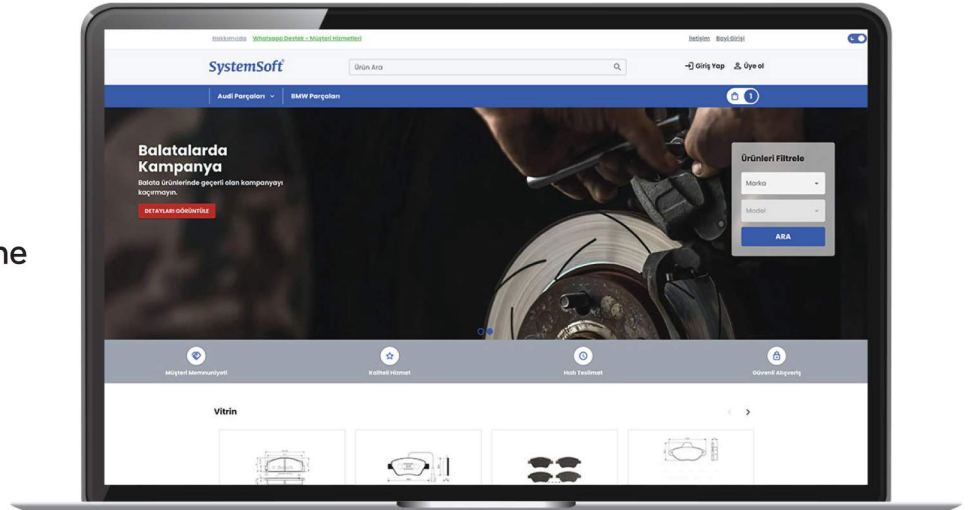 Hakkımızda Whatsapp Destek - Müşteri Hizmetleri İletişim Bayi Girişi
SystemSoft Ürün Ara Giriş Yap Üye ol
Audi Parçaları BMW Parçaları 1
Balatalarda
Kampanya
Balata ürünlerinde geçerli olan kampanyayı
kaçırmayın.
DETAYLARI GÖRÜNTÜLE
Ürünleri Filtrele
Marka
Model
ARA
ne
Müşteri Memnuniyeti Kaliteli Hizmet Hızlı Teslimat Güvenli Alışveriş
Vitrin